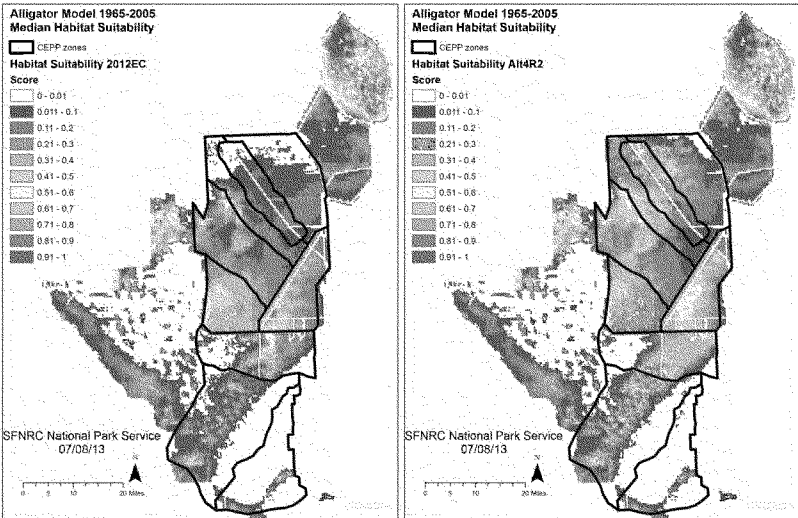 Alligator Model 1965-2005
Median Habitat Suitability
CEPP zones
Habitat Suitability 2012EC
Score
0 - 0.01
0.011 - 0.1
0.11 - 0.2
0.21 - 0.3
0.31 - 0.4
0.41 - 0.5
0.51 - 0.6
0.61 - 0.7
0.71 - 0.8
0.81 - 0.9
0.91 - 1
SFNRC National Park Service
07/08/13
N
0 5 10 20 Miles
Alligator Model 1965-2005
Median Habitat Suitability
CEPP zones
Habitat Suitability Alt4R2
Score
0 - 0.01
0.011 - 0.1
0.11 - 0.2
0.21 - 0.3
0.31 - 0.4
0.41 - 0.5
0.51 - 0.6
0.61 - 0.7
0.71 - 0.8
0.81 - 0.9
0.91 - 1
SFNRC National Park Service
07/08/13
N
0 5 10 20 Miles